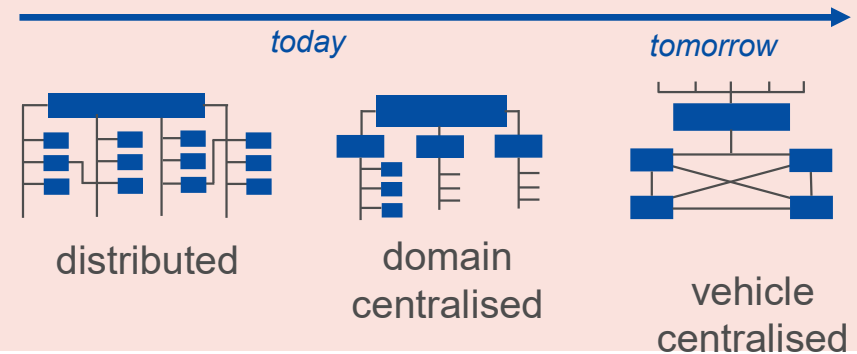 today
tomorrow
distributed
domain
centralised
vehicle
centralised